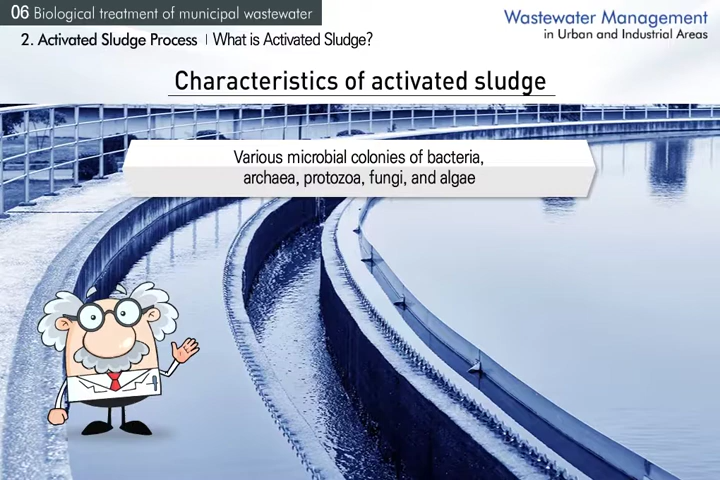 06 Biological treatment of municipal wastewater
Wastewater Management
in Urban and Industrial Areas
2. Activated Sludge Process | What is Activated Sludge?
Characteristics of activated sludge
Various microbial colonies of bacteria,
archaea, protozoa, fungi, and algae